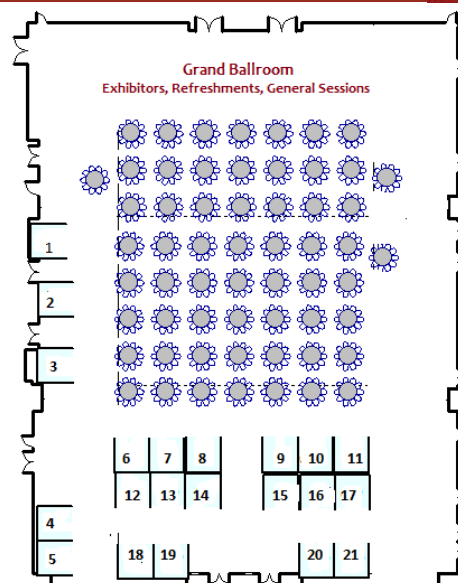 Grand Ballroom
Exhibitors, Refreshments, General Sessions
1
2
3
6 7 8 9 10 11
12 13 14 15 16 17
4
5 18 19 20 21